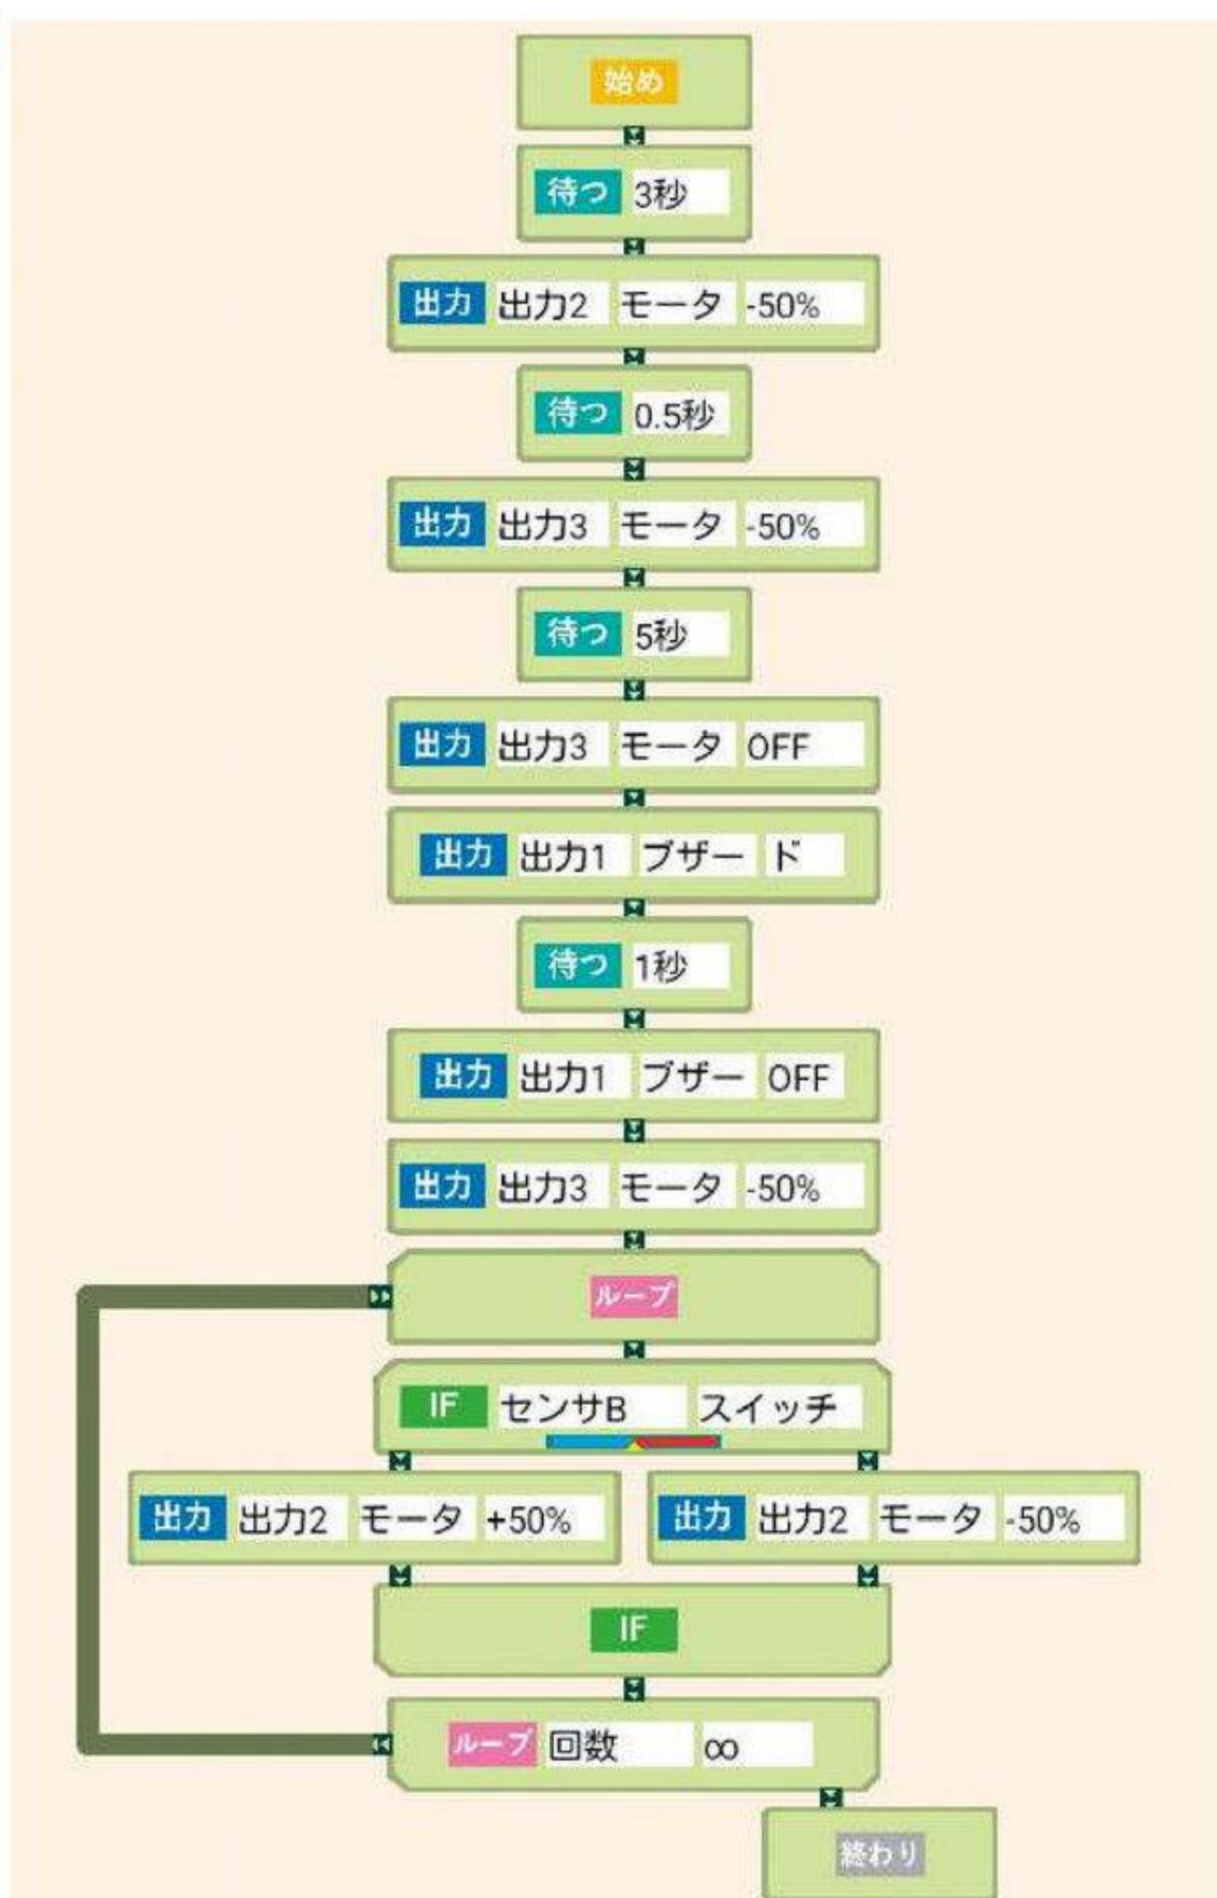 始め
待つ 3秒
出力 出力2 モータ -50%
待つ 0.5秒
出力 出力3 モータ -50%
待つ 5秒
出力 出力3 モータ OFF
出力 出力1 ブザー ド
待つ 1秒
出力 出力1 ブザー OFF
出力 出力3 モータ -50%
ループ
IF センサB スイッチ
出力 出力2 モータ +50% 出力 出力2 モータ -50%
IF
ループ 回数 ∞
終わり